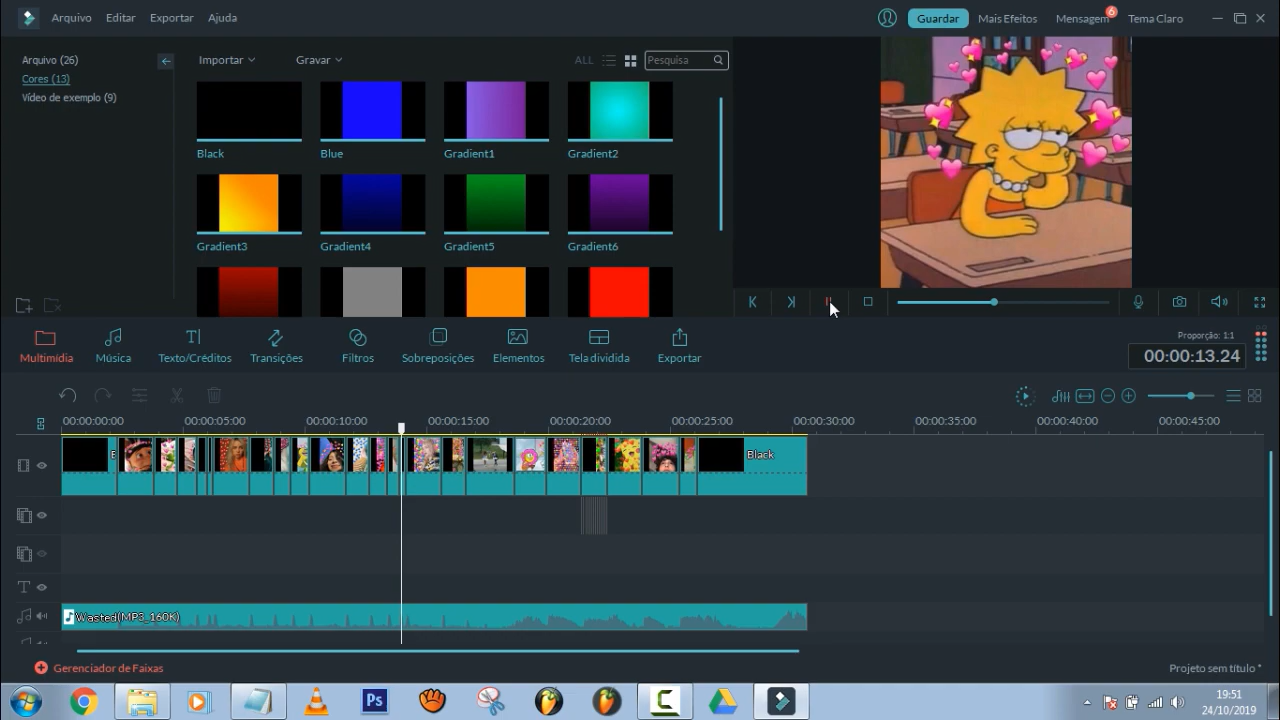 Arquivo Editar Exportar Ajuda
Guardar Mais Efeitos Mensagem 6 Tema Claro
Arquivo (26)
Cores (13)
Vídeo de exemplo (9)
Importar Gravar ALL Pesquisa
Black Blue Gradient1 Gradient2
Gradient3 Gradient4 Gradient5 Gradient6
Multimídia Música Texto/Créditos Transições Filtros Sobreposições Elementos Tela dividida Exportar
Proporção: 1:1
00:00:13.24
00:00:00:00 00:00:05:00 00:00:10:00 00:00:15:00 00:00:20:00 00:00:25:00 00:00:30:00 00:00:40:00 00:00:45:00
Black
Wasted(MP3_160K)
Gerenciador de Faixas
Projeto sem título *
Ps
19:51
24/10/2019